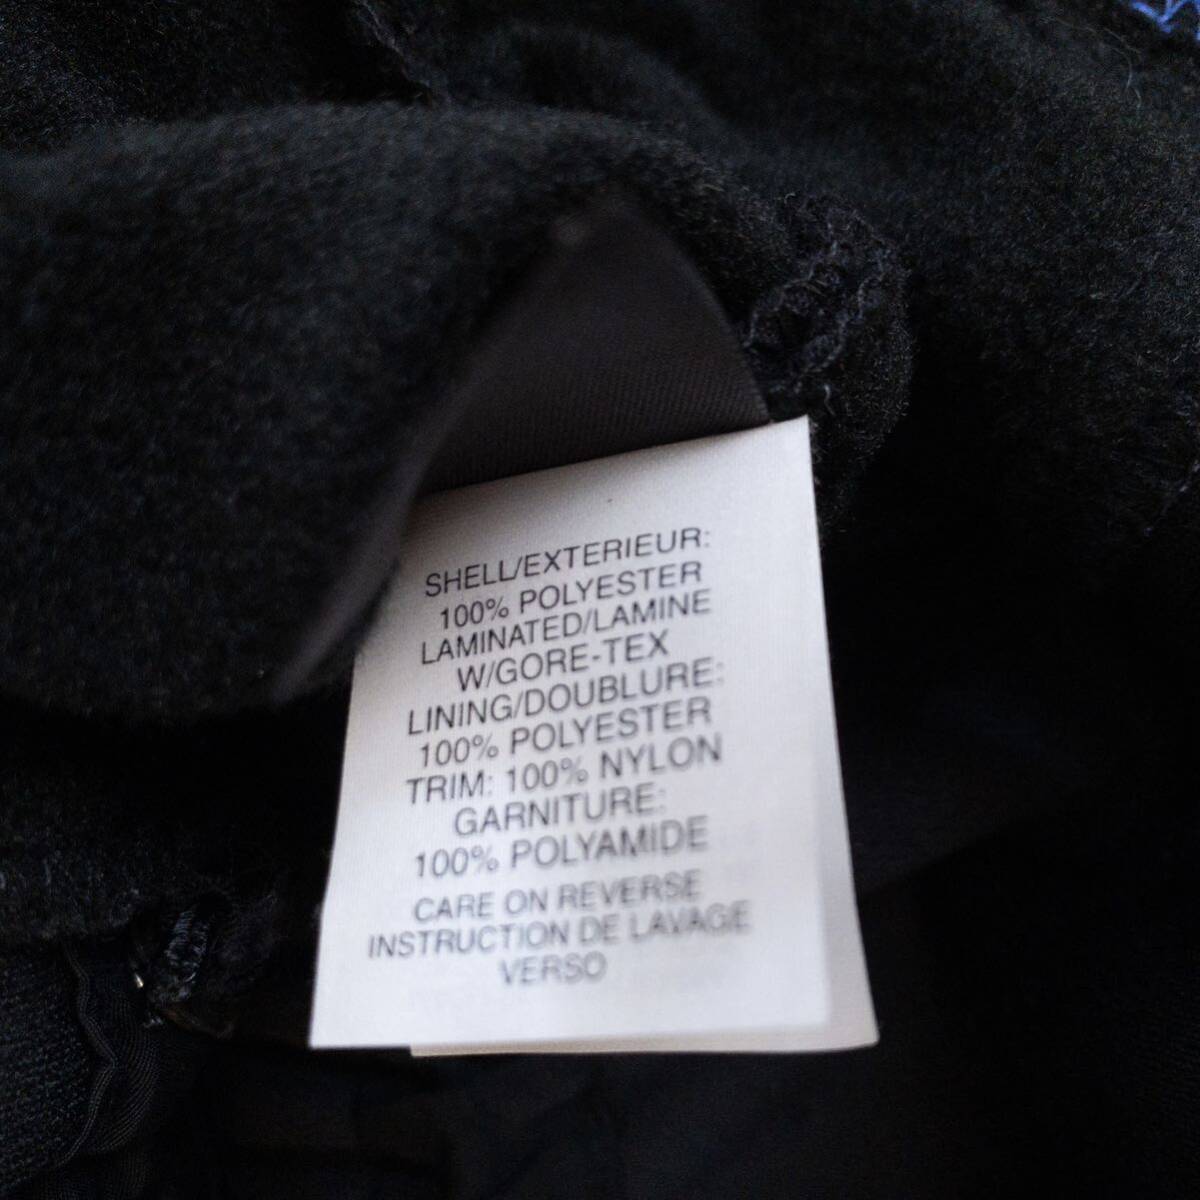 SHELL/EXTERIEUR:
100% POLYESTER
LAMINATED/LAMINE
W/GORE-TEX
LINING/DOUBLURE:
100% POLYESTER
TRIM: 100% NYLON
GARNITURE:
100% POLYAMIDE
CARE ON REVERSE
INSTRUCTION DE LAVAGE
VERSO